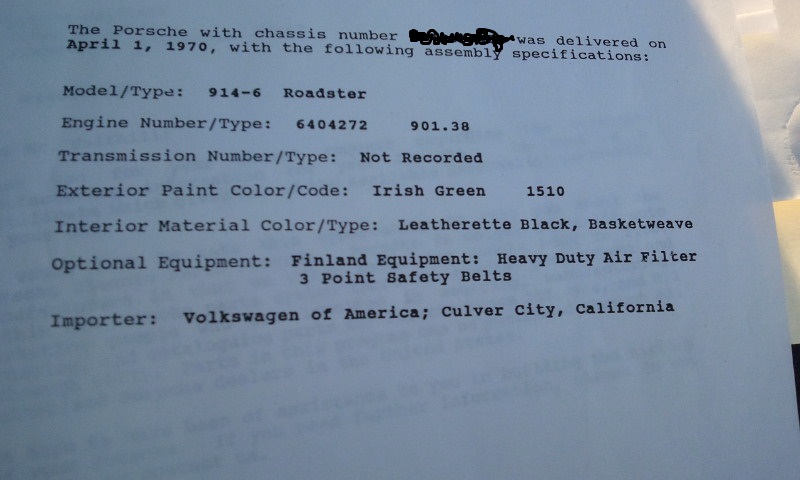 The Porsche with chassis number was delivered on
April 1, 1970, with the following assembly specifications:
Model/Type: 914-6 Roadster
Engine Number/Type: 6404272 901.38
Transmission Number/Type: Not Recorded
Exterior Paint Color/Code: Irish Green 1510
Interior Material Color/Type: Leatherette Black, Basketweave
Optional Equipment: Finland Equipment: Heavy Duty Air Filter
3 Point Safety Belts
Importer: Volkswagen of America; Culver City, California